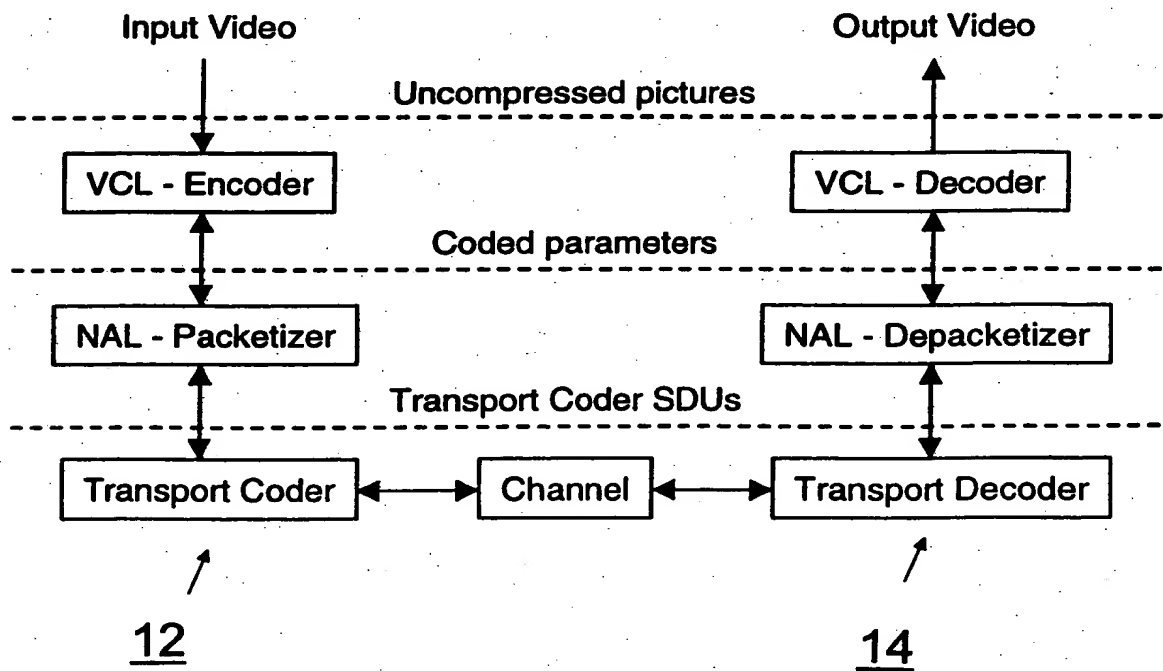 Input Video
Output Video
Uncompressed pictures
VCL - Encoder
VCL - Decoder
Coded parameters
NAL - Packetizer
NAL - Depacketizer
Transport Coder SDUs
Transport Coder
Channel
Transport Decoder
12
14